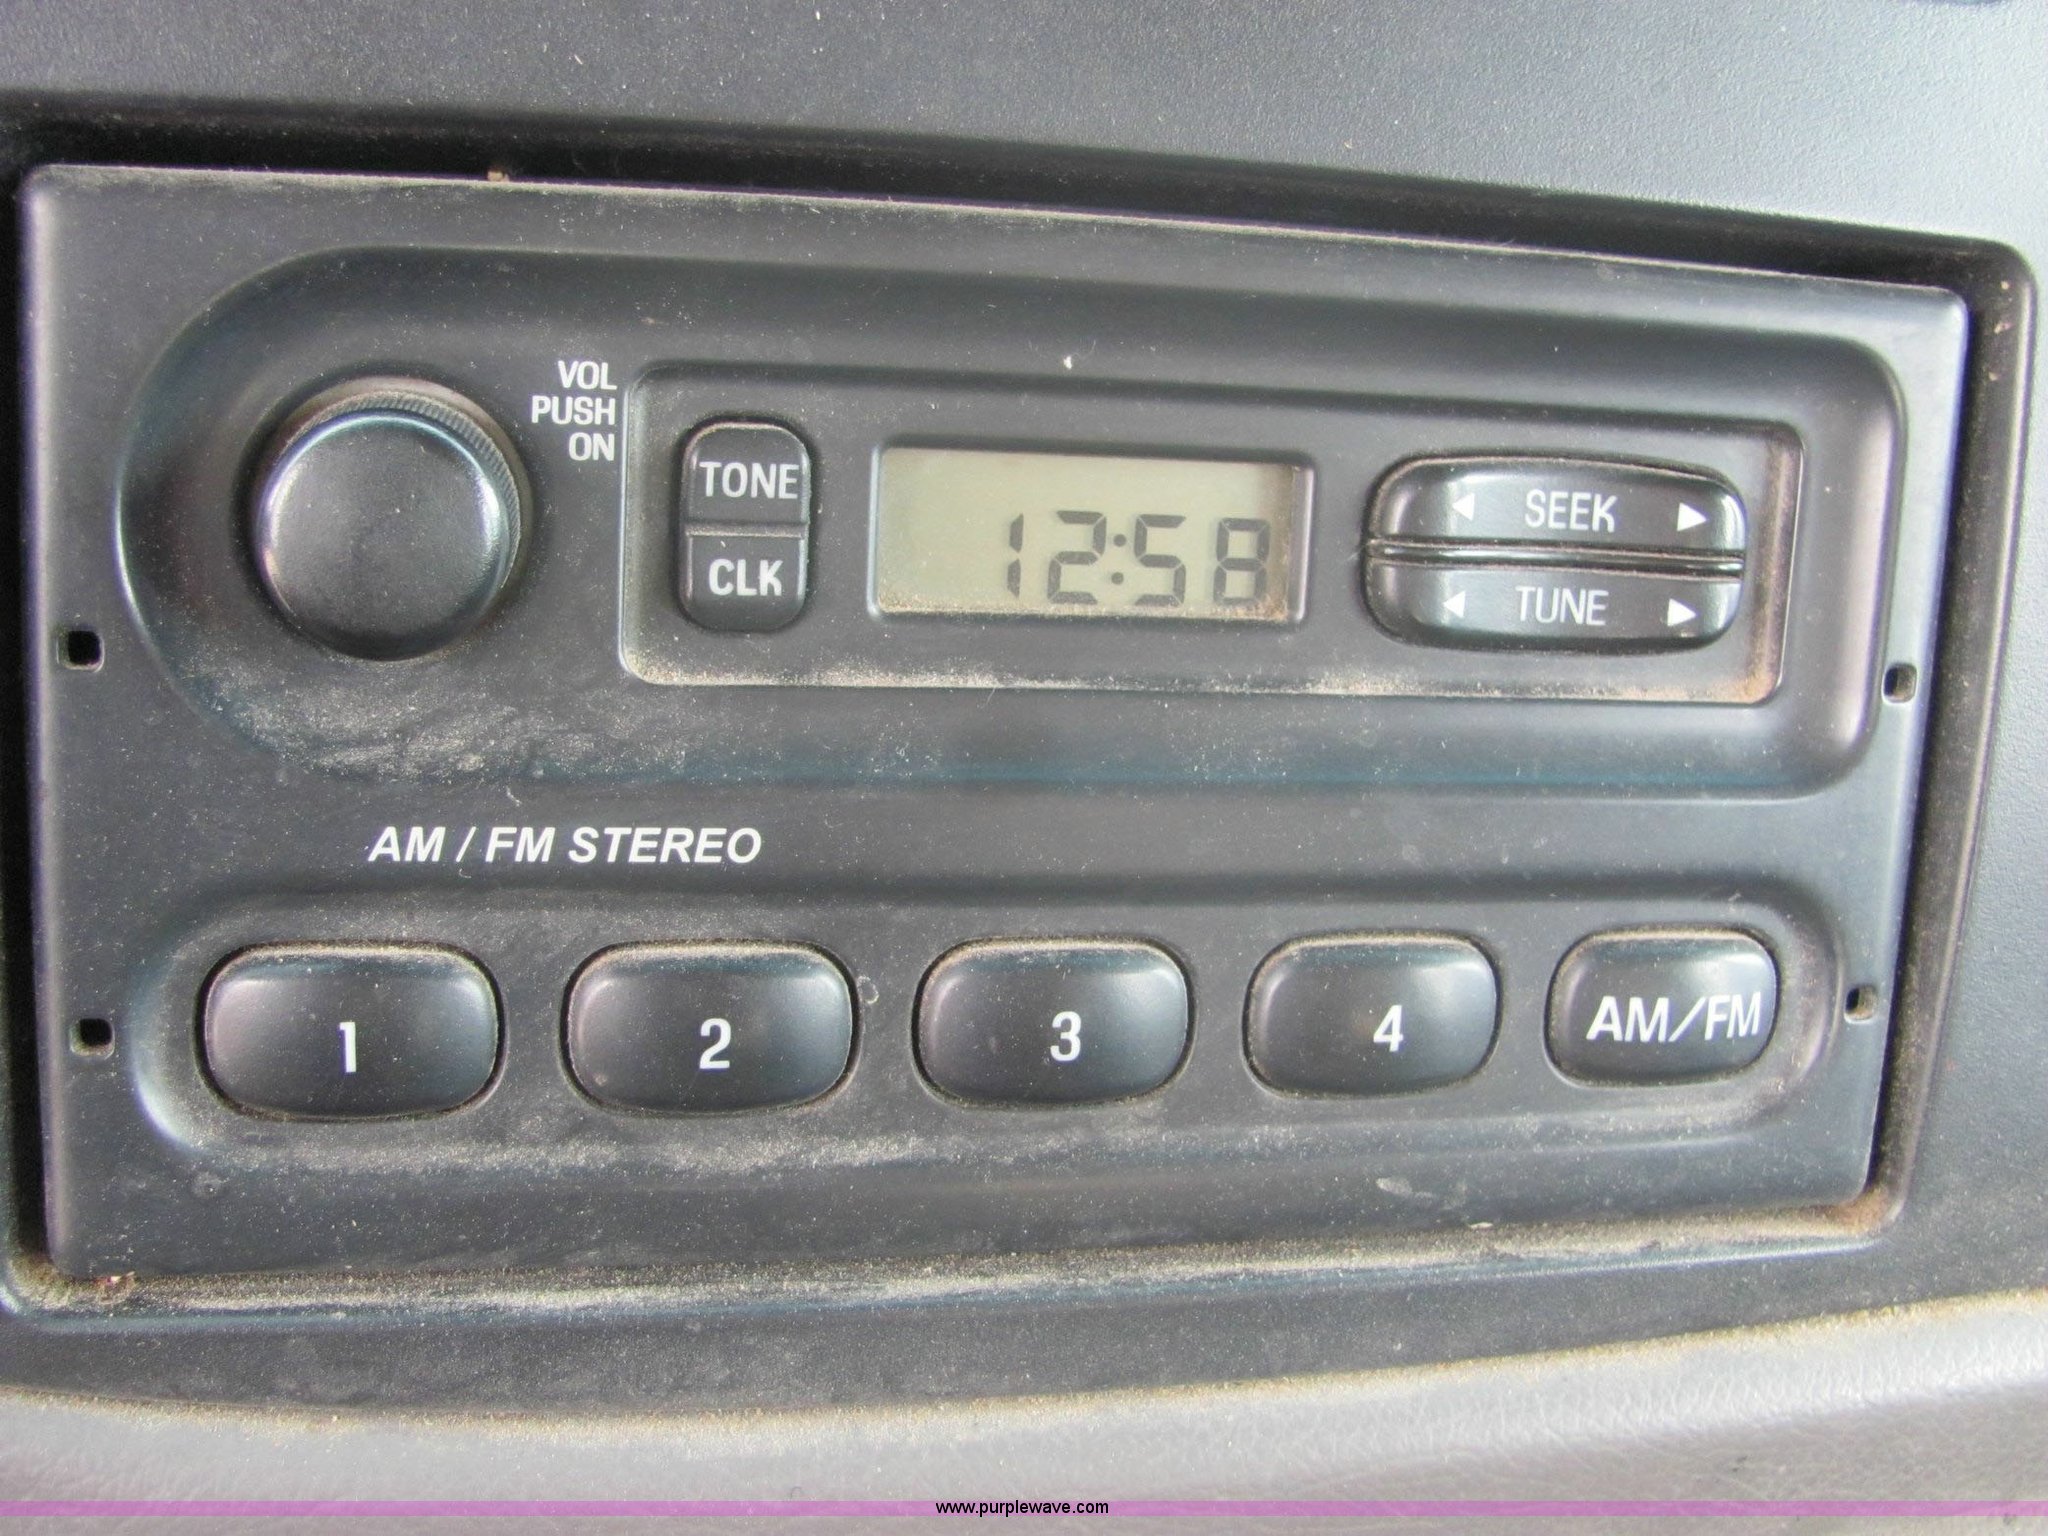 VOL
PUSH
ON
TONE
CLK
12:58
SEEK
TUNE
AM / FM STEREO
1
2
3
4
AM/FM
www.purplewave.com